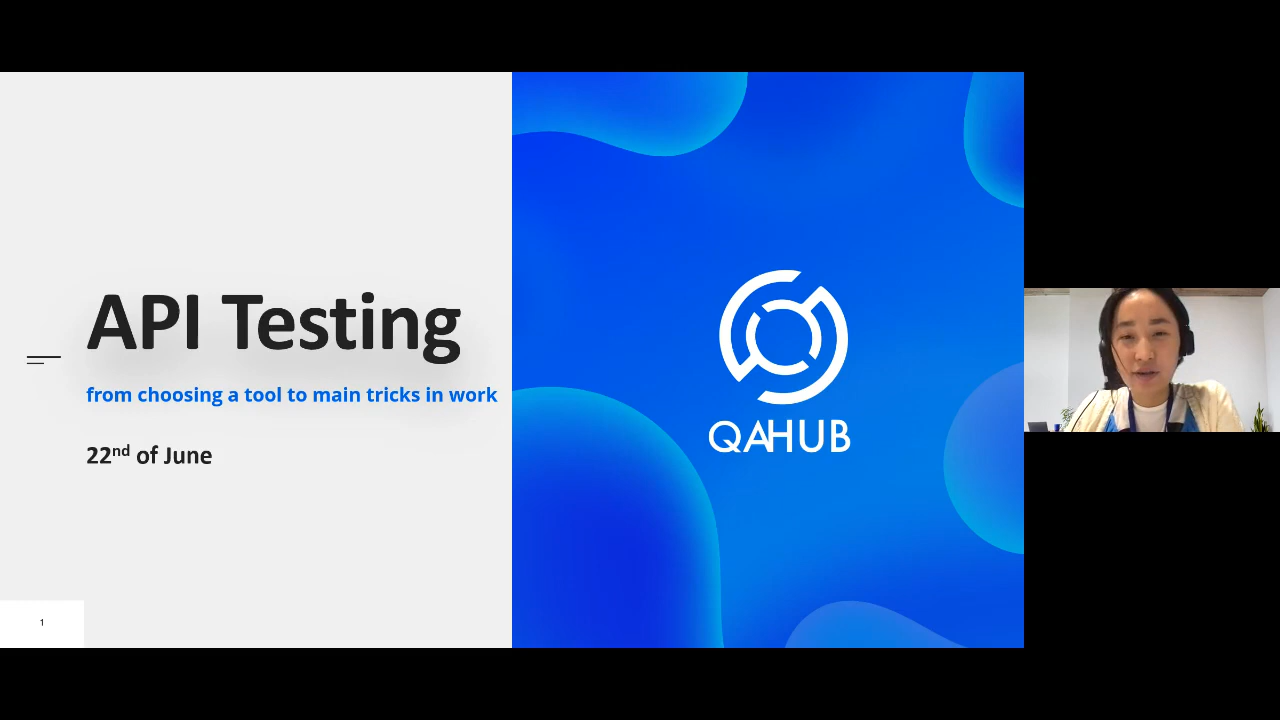 API Testing
from choosing a tool to main tricks in work
22nd of June
1
QAHUB